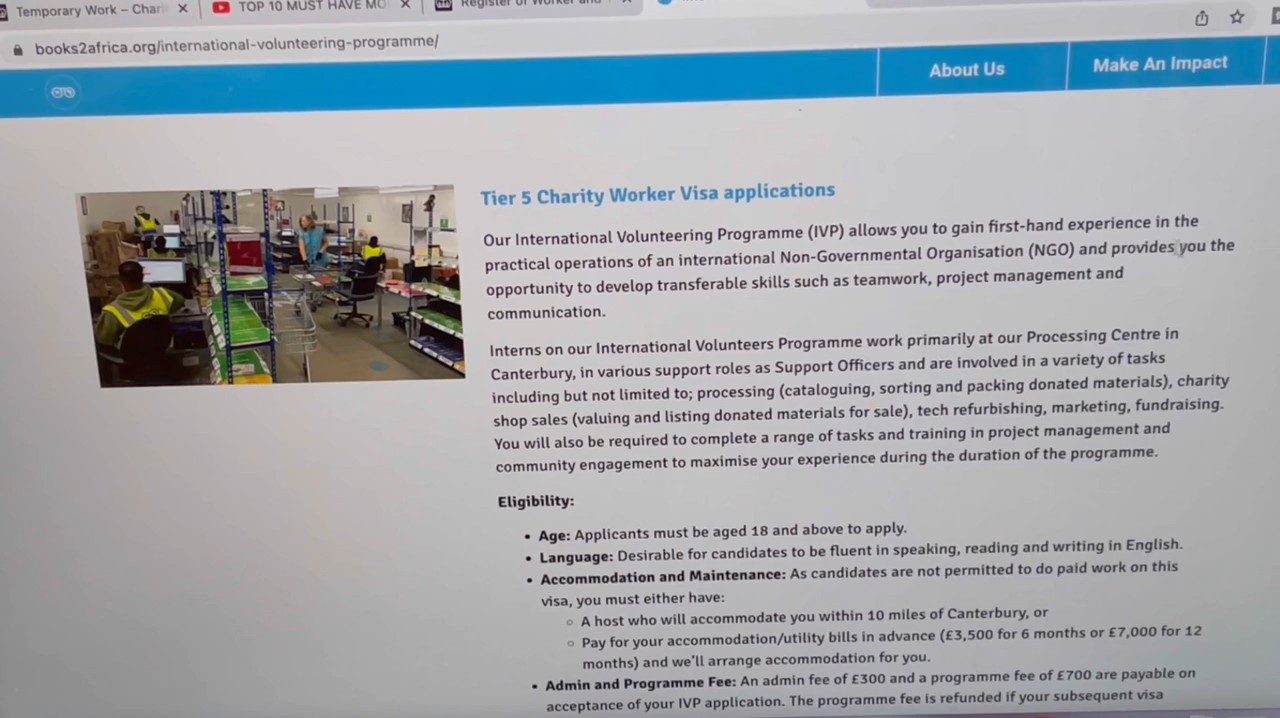 Temporary Work – Char
TOP 10 MUST HAVE MO
Register of Worker and
books2africa.org/international-volunteering-programme/
About Us
Make An Impact
Tier 5 Charity Worker Visa applications
Our International Volunteering Programme (IVP) allows you to gain first-hand experience in the
practical operations of an international Non-Governmental Organisation (NGO) and provides you the
opportunity to develop transferable skills such as teamwork, project management and
communication.
Interns on our International Volunteers Programme work primarily at our Processing Centre in
Canterbury, in various support roles as Support Officers and are involved in a variety of tasks
including but not limited to; processing (cataloguing, sorting and packing donated materials), charity
shop sales (valuing and listing donated materials for sale), tech refurbishing, marketing, fundraising.
You will also be required to complete a range of tasks and training in project management and
community engagement to maximise your experience during the duration of the programme.
Eligibility:
• Age: Applicants must be aged 18 and above to apply.
• Language: Desirable for candidates to be fluent in speaking, reading and writing in English.
• Accommodation and Maintenance: As candidates are not permitted to do paid work on this
visa, you must either have:
○ A host who will accommodate you within 10 miles of Canterbury, or
○ Pay for your accommodation/utility bills in advance (£3,500 for 6 months or £7,000 for 12
months) and we'll arrange accommodation for you.
• Admin and Programme Fee: An admin fee of £300 and a programme fee of £700 are payable on
acceptance of your IVP application. The programme fee is refunded if your subsequent visa